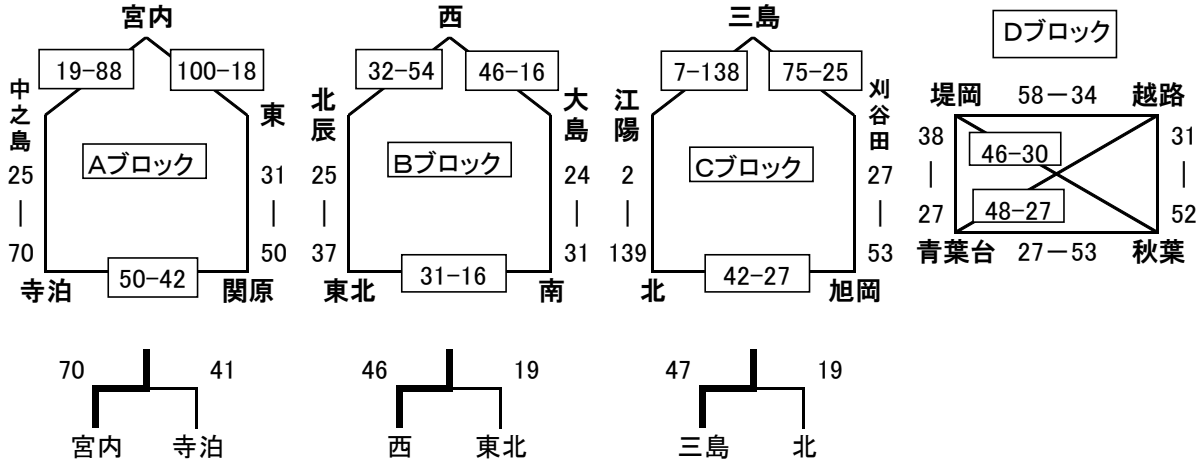 宮内
19-88
100-18
中之島
東
Aブロック
25
|
70
31
|
50
寺泊
50-42
関原
70
41
宮内
寺泊
西
32-54
46-16
北辰
大島
Bブロック
25
|
37
24
|
31
東北
31-16
南
46
19
西
東北
三島
7-138
75-25
江陽
刈谷田
Cブロック
2
|
139
27
|
53
北
42-27
旭岡
47
19
三島
北
Dブロック
堤岡
58-34
越路
38
|
27
46-30
48-27
31
|
52
青葉台
27-53
秋葉